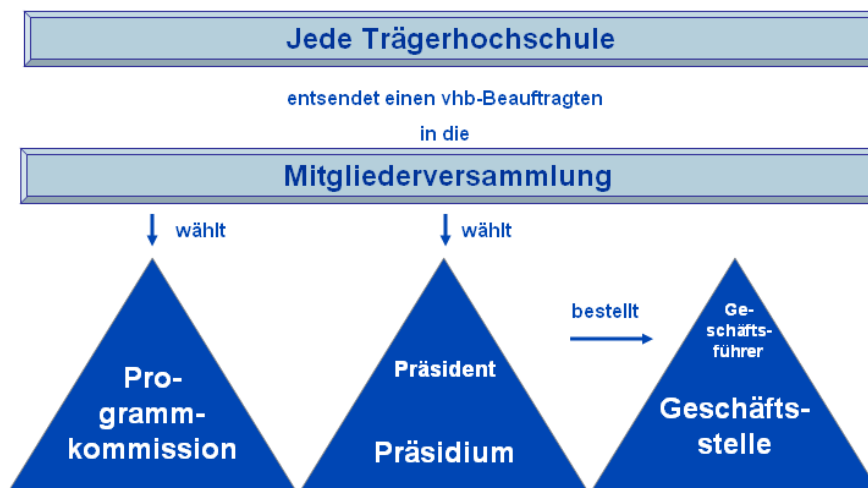 Jede Trägerhochschule
entsendet einen vhb-Beauftragten
in die
Mitgliederversammlung
wählt
wählt
bestellt
Pro-
gramm-
kommission
Präsident
Präsidium
Ge-
schäfts-
führer
Geschäfts-
stelle